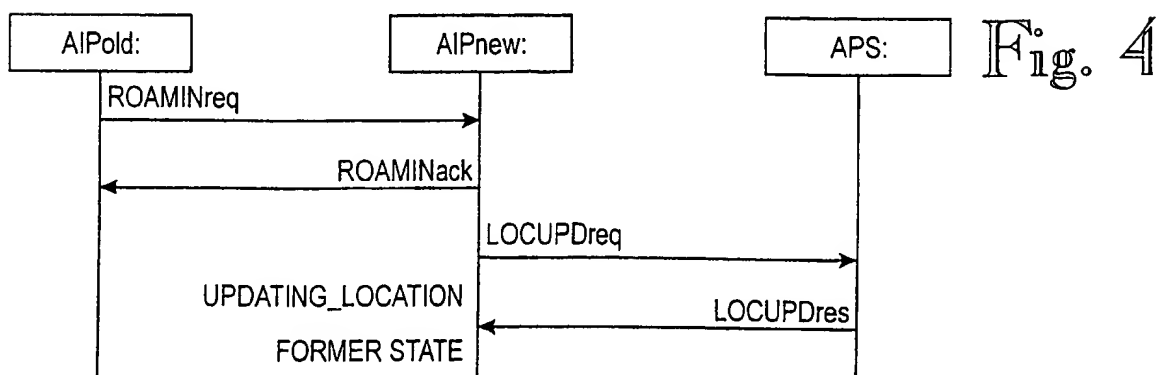 AIPold:
AIPnew:
APS:
Fig. 4
ROAMINreq
ROAMINack
LOCUPDreq
UPDATING_LOCATION
LOCUPDres
FORMER STATE